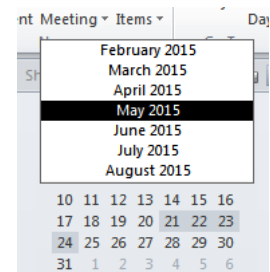 Meeting Items
February 2015
March 2015
April 2015
May 2015
June 2015
July 2015
August 2015
10 11 12 13 14 15 16
17 18 19 20 21 22 23
24 25 26 27 28 29 30
31 1 2 3 4 5 6